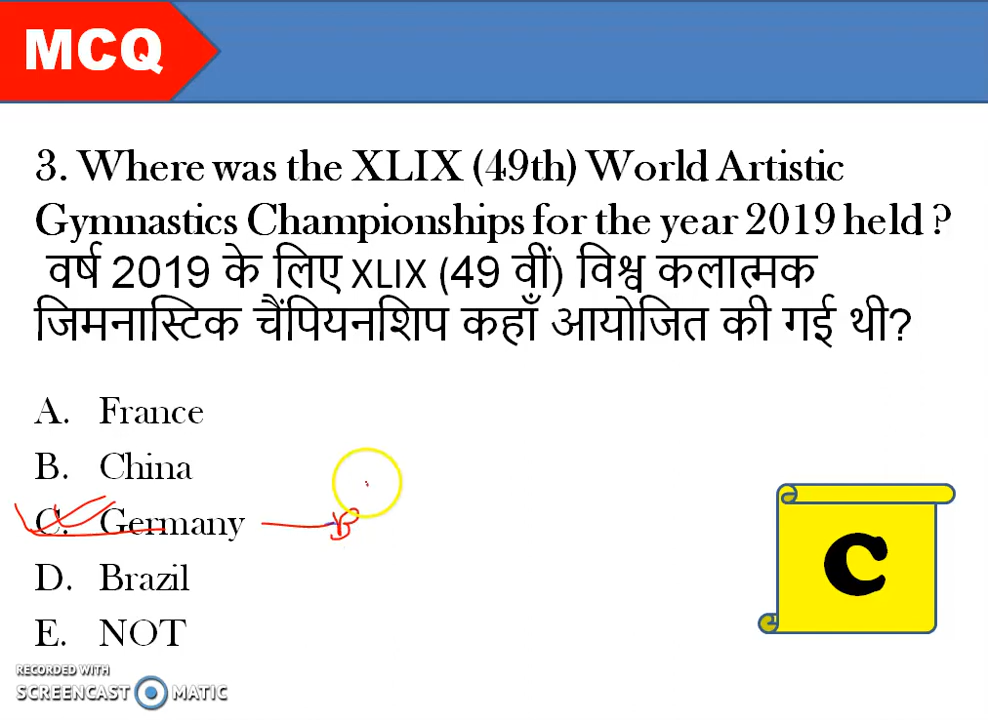 MCQ
3. Where was the XLIX (49th) World Artistic
Gymnastics Championships for the year 2019 held ?
वर्ष 2019 के लिए XLIX (49 वीं) विश्व कलात्मक
जिमनास्टिक चैंपियनशिप कहाँ आयोजित की गई थी?
A. France
B. China
C. Germany
D. Brazil
E. NOT
C
RECORDED WITH
SCREENCAST MATIC